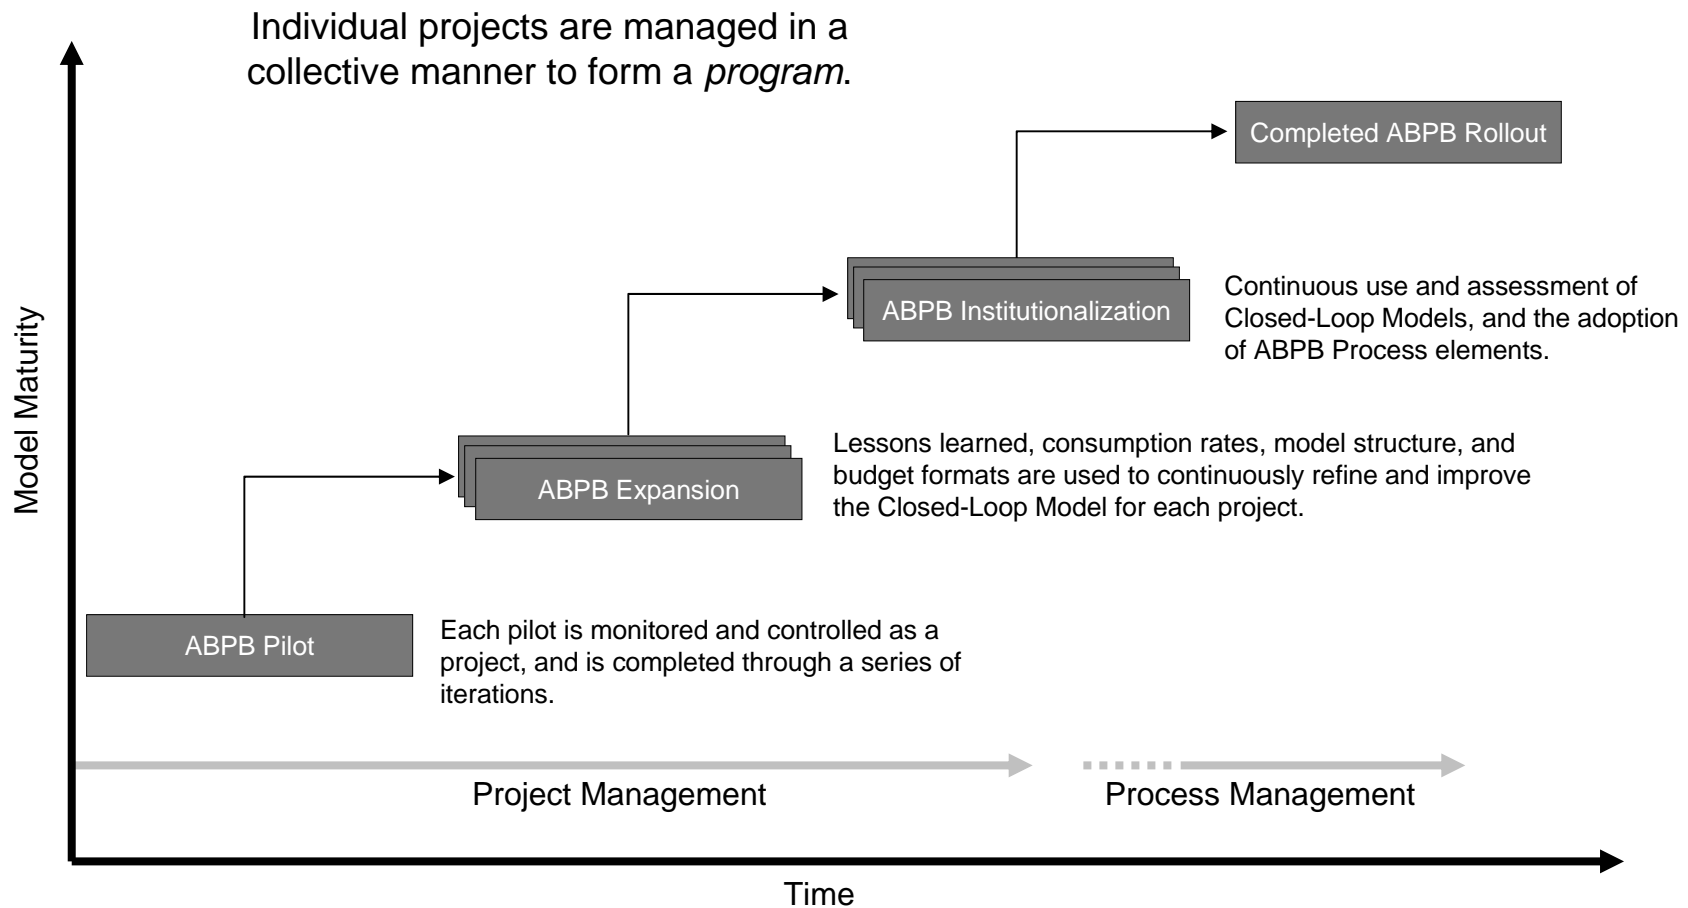 Individual projects are managed in a
collective manner to form a program.
Completed ABPB Rollout
ABPB Institutionalization
Continuous use and assessment of
Closed-Loop Models, and the adoption
of ABPB Process elements.
Model Maturity
ABPB Expansion
Lessons learned, consumption rates, model structure, and
budget formats are used to continuously refine and improve
the Closed-Loop Model for each project.
ABPB Pilot
Each pilot is monitored and controlled as a
project, and is completed through a series of
iterations.
Project Management
Process Management
Time